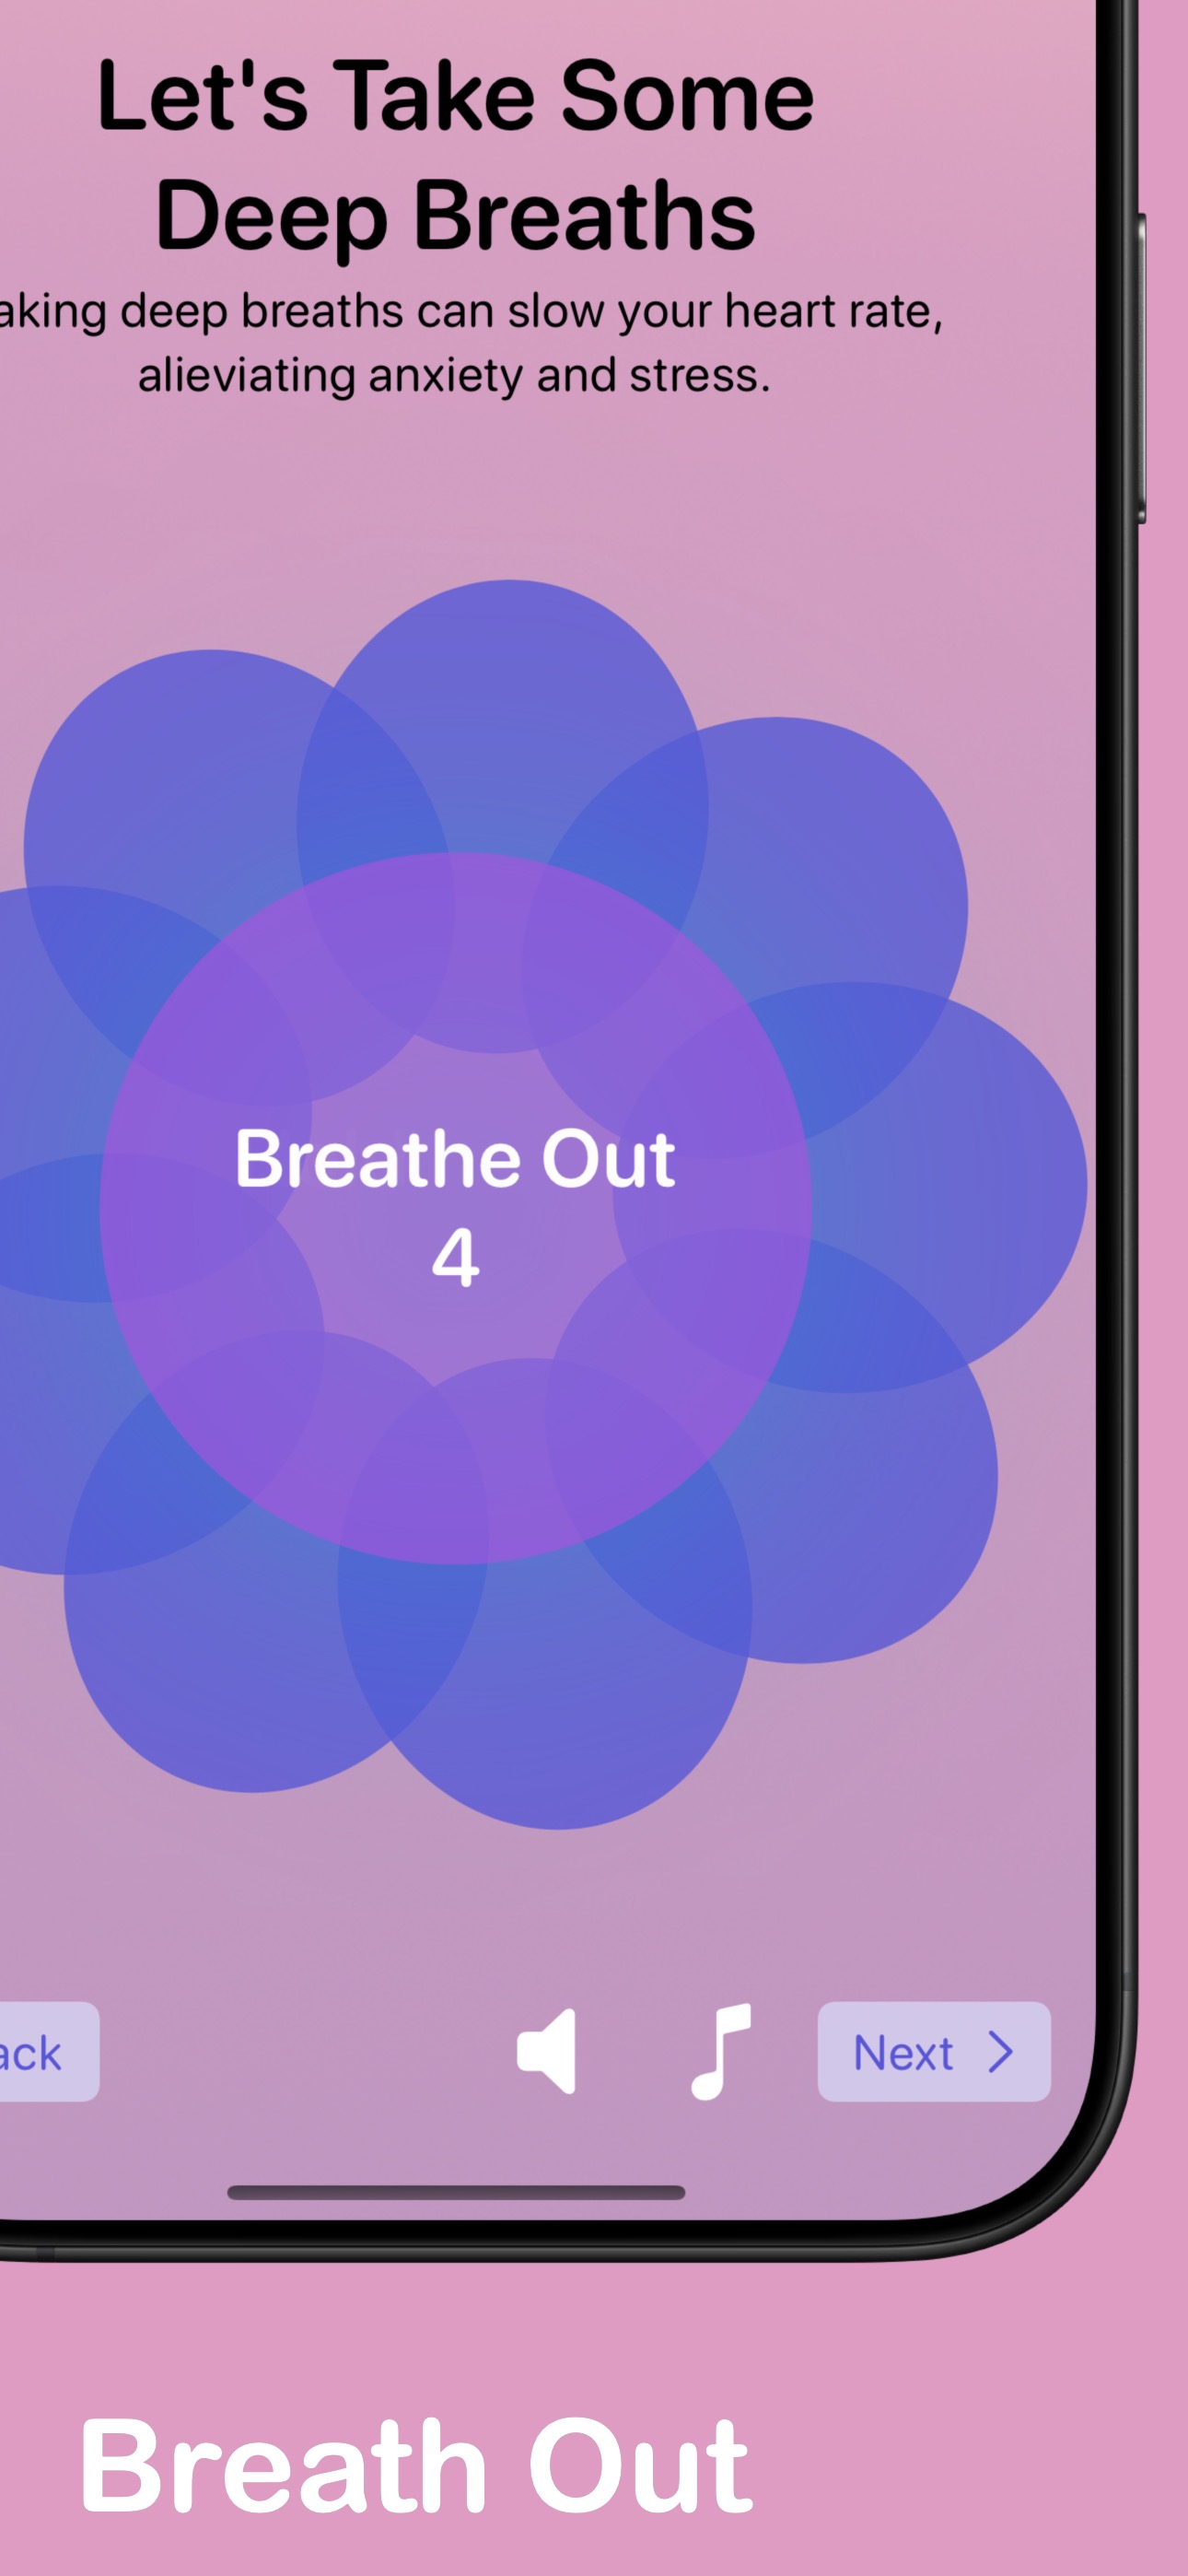 Let's Take Some
Deep Breaths
aking deep breaths can slow your heart rate,
alieviating anxiety and stress.
Breathe Out
4
ack
Next
Breath Out